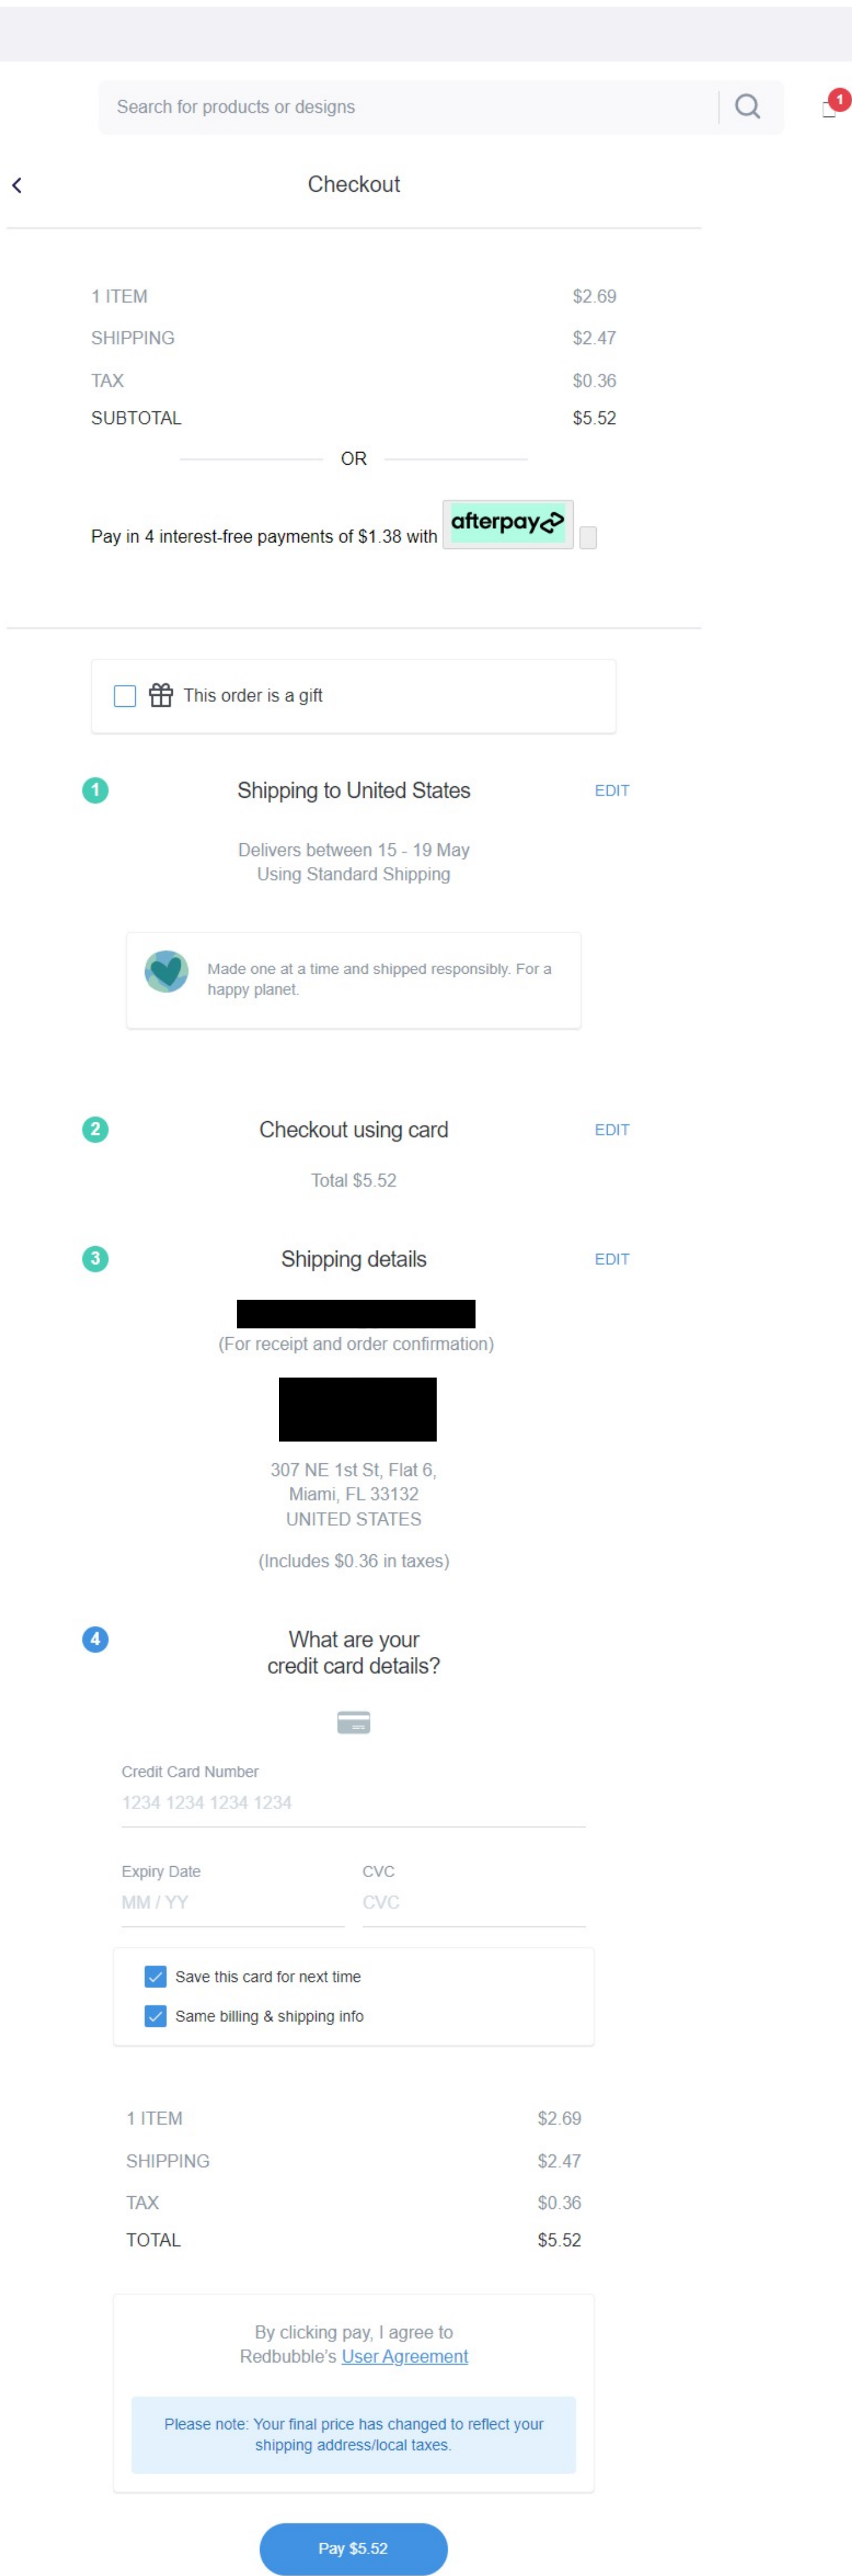 Search for products or designs
1
Checkout
1 ITEM $2.69
SHIPPING $2.47
TAX $0.36
SUBTOTAL $5.52
OR
Pay in 4 interest-free payments of $1.38 with afterpay
This order is a gift
1 Shipping to United States EDIT
Delivers between 15 - 19 May
Using Standard Shipping
Made one at a time and shipped responsibly. For a
happy planet.
2 Checkout using card EDIT
Total $5.52
3 Shipping details EDIT
(For receipt and order confirmation)
307 NE 1st St, Flat 6,
Miami, FL 33132
UNITED STATES
(Includes $0.36 in taxes)
4 What are your
credit card details?
Credit Card Number
1234 1234 1234 1234
Expiry Date CVC
MM / YY CVC
Save this card for next time
Same billing & shipping info
1 ITEM $2.69
SHIPPING $2.47
TAX $0.36
TOTAL $5.52
By clicking pay, I agree to
Redbubble's User Agreement
Please note: Your final price has changed to reflect your
shipping address/local taxes.
Pay $5.52